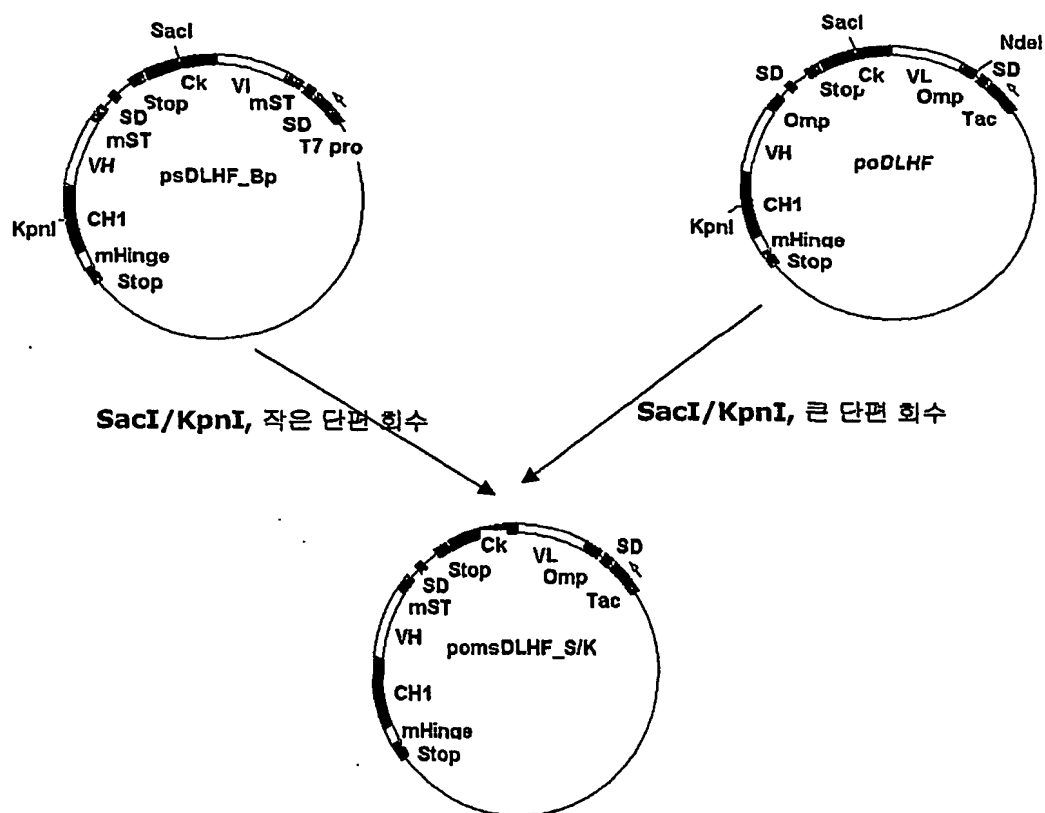 SacI
Ck
Vl
Stop
mST
SD
SD
mST
T7 pro
VH
psDLHF_Bp
KpnI
CH1
mHinge
Stop
SacI
NdeI
SD
SD
Ck
VL
Stop
Omp
Omp
Tac
VH
poDLHF
CH1
KpnI
mHinge
Stop
SacI/KpnI, 작은 단편 회수
SacI/KpnI, 큰 단편 회수
Ck
VL
SD
Stop
Omp
SD
mST
Tac
VH
pomsDLHF_S/K
CH1
mHinge
Stop